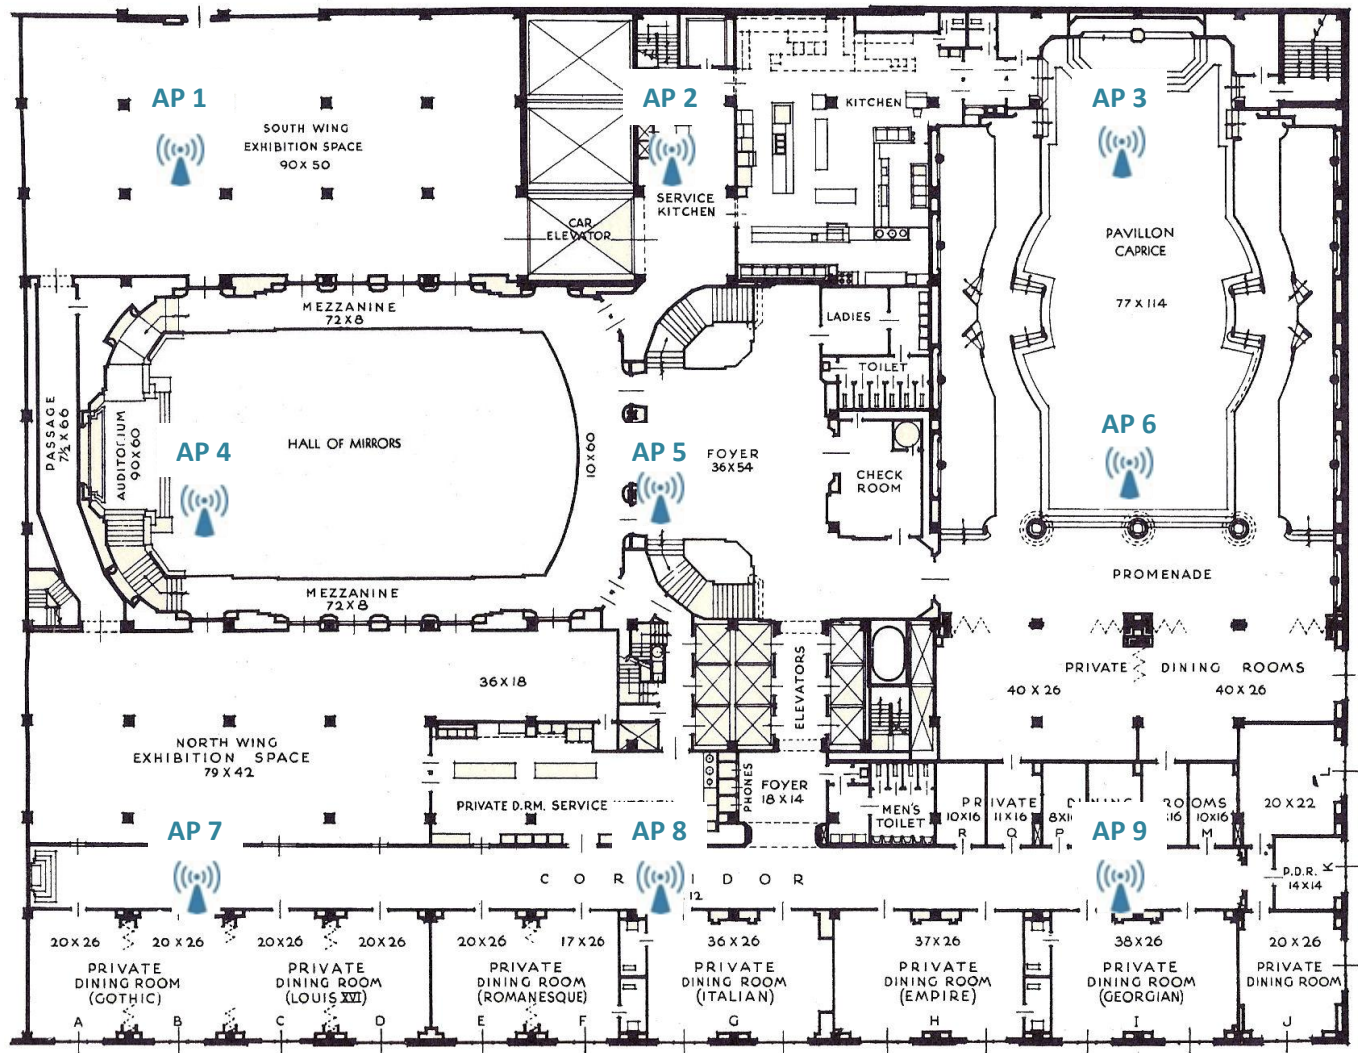 AP 1
AP 2
AP 3
SOUTH WING
EXHIBITION SPACE
90 X 50
KITCHEN
SERVICE
KITCHEN
CAR
ELEVATOR
PAVILLON
CAPRICE
77 X 114
MEZZANINE
72 X 8
LADIES
TOILET
PASSAGE
7½ X 66
AUDITORIUM
90 X 60
AP 4
HALL OF MIRRORS
10 X 60
AP 5
FOYER
36 X 54
CHECK
ROOM
AP 6
PROMENADE
MEZZANINE
72 X 8
PRIVATE DINING ROOMS
40 X 26
40 X 26
36 X 18
ELEVATORS
NORTH WING
EXHIBITION SPACE
79 X 42
PRIVATE D.RM. SERVICE
PHONES
FOYER
18 X 14
MEN'S
TOILET
PRIVATE
10X16
R
11X16
Q
P
ROOMS
10X16
M
20 X 22
L
K
P.D.R.
14X14
AP 7
AP 8
AP 9
CORRIDOR
12
20 X 26
20 X 26
20 X 26
20 X 26
20 X 26
17 X 26
36 X 26
37 X 26
38 X 26
20 X 26
PRIVATE
DINING ROOM
(GOTHIC)
PRIVATE
DINING ROOM
(LOUIS XVI)
PRIVATE
DINING ROOM
(ROMANESQUE)
PRIVATE
DINING ROOM
(ITALIAN)
PRIVATE
DINING ROOM
(EMPIRE)
PRIVATE
DINING ROOM
(GEORGIAN)
PRIVATE
DINING ROOM
A B C D E F G H I J